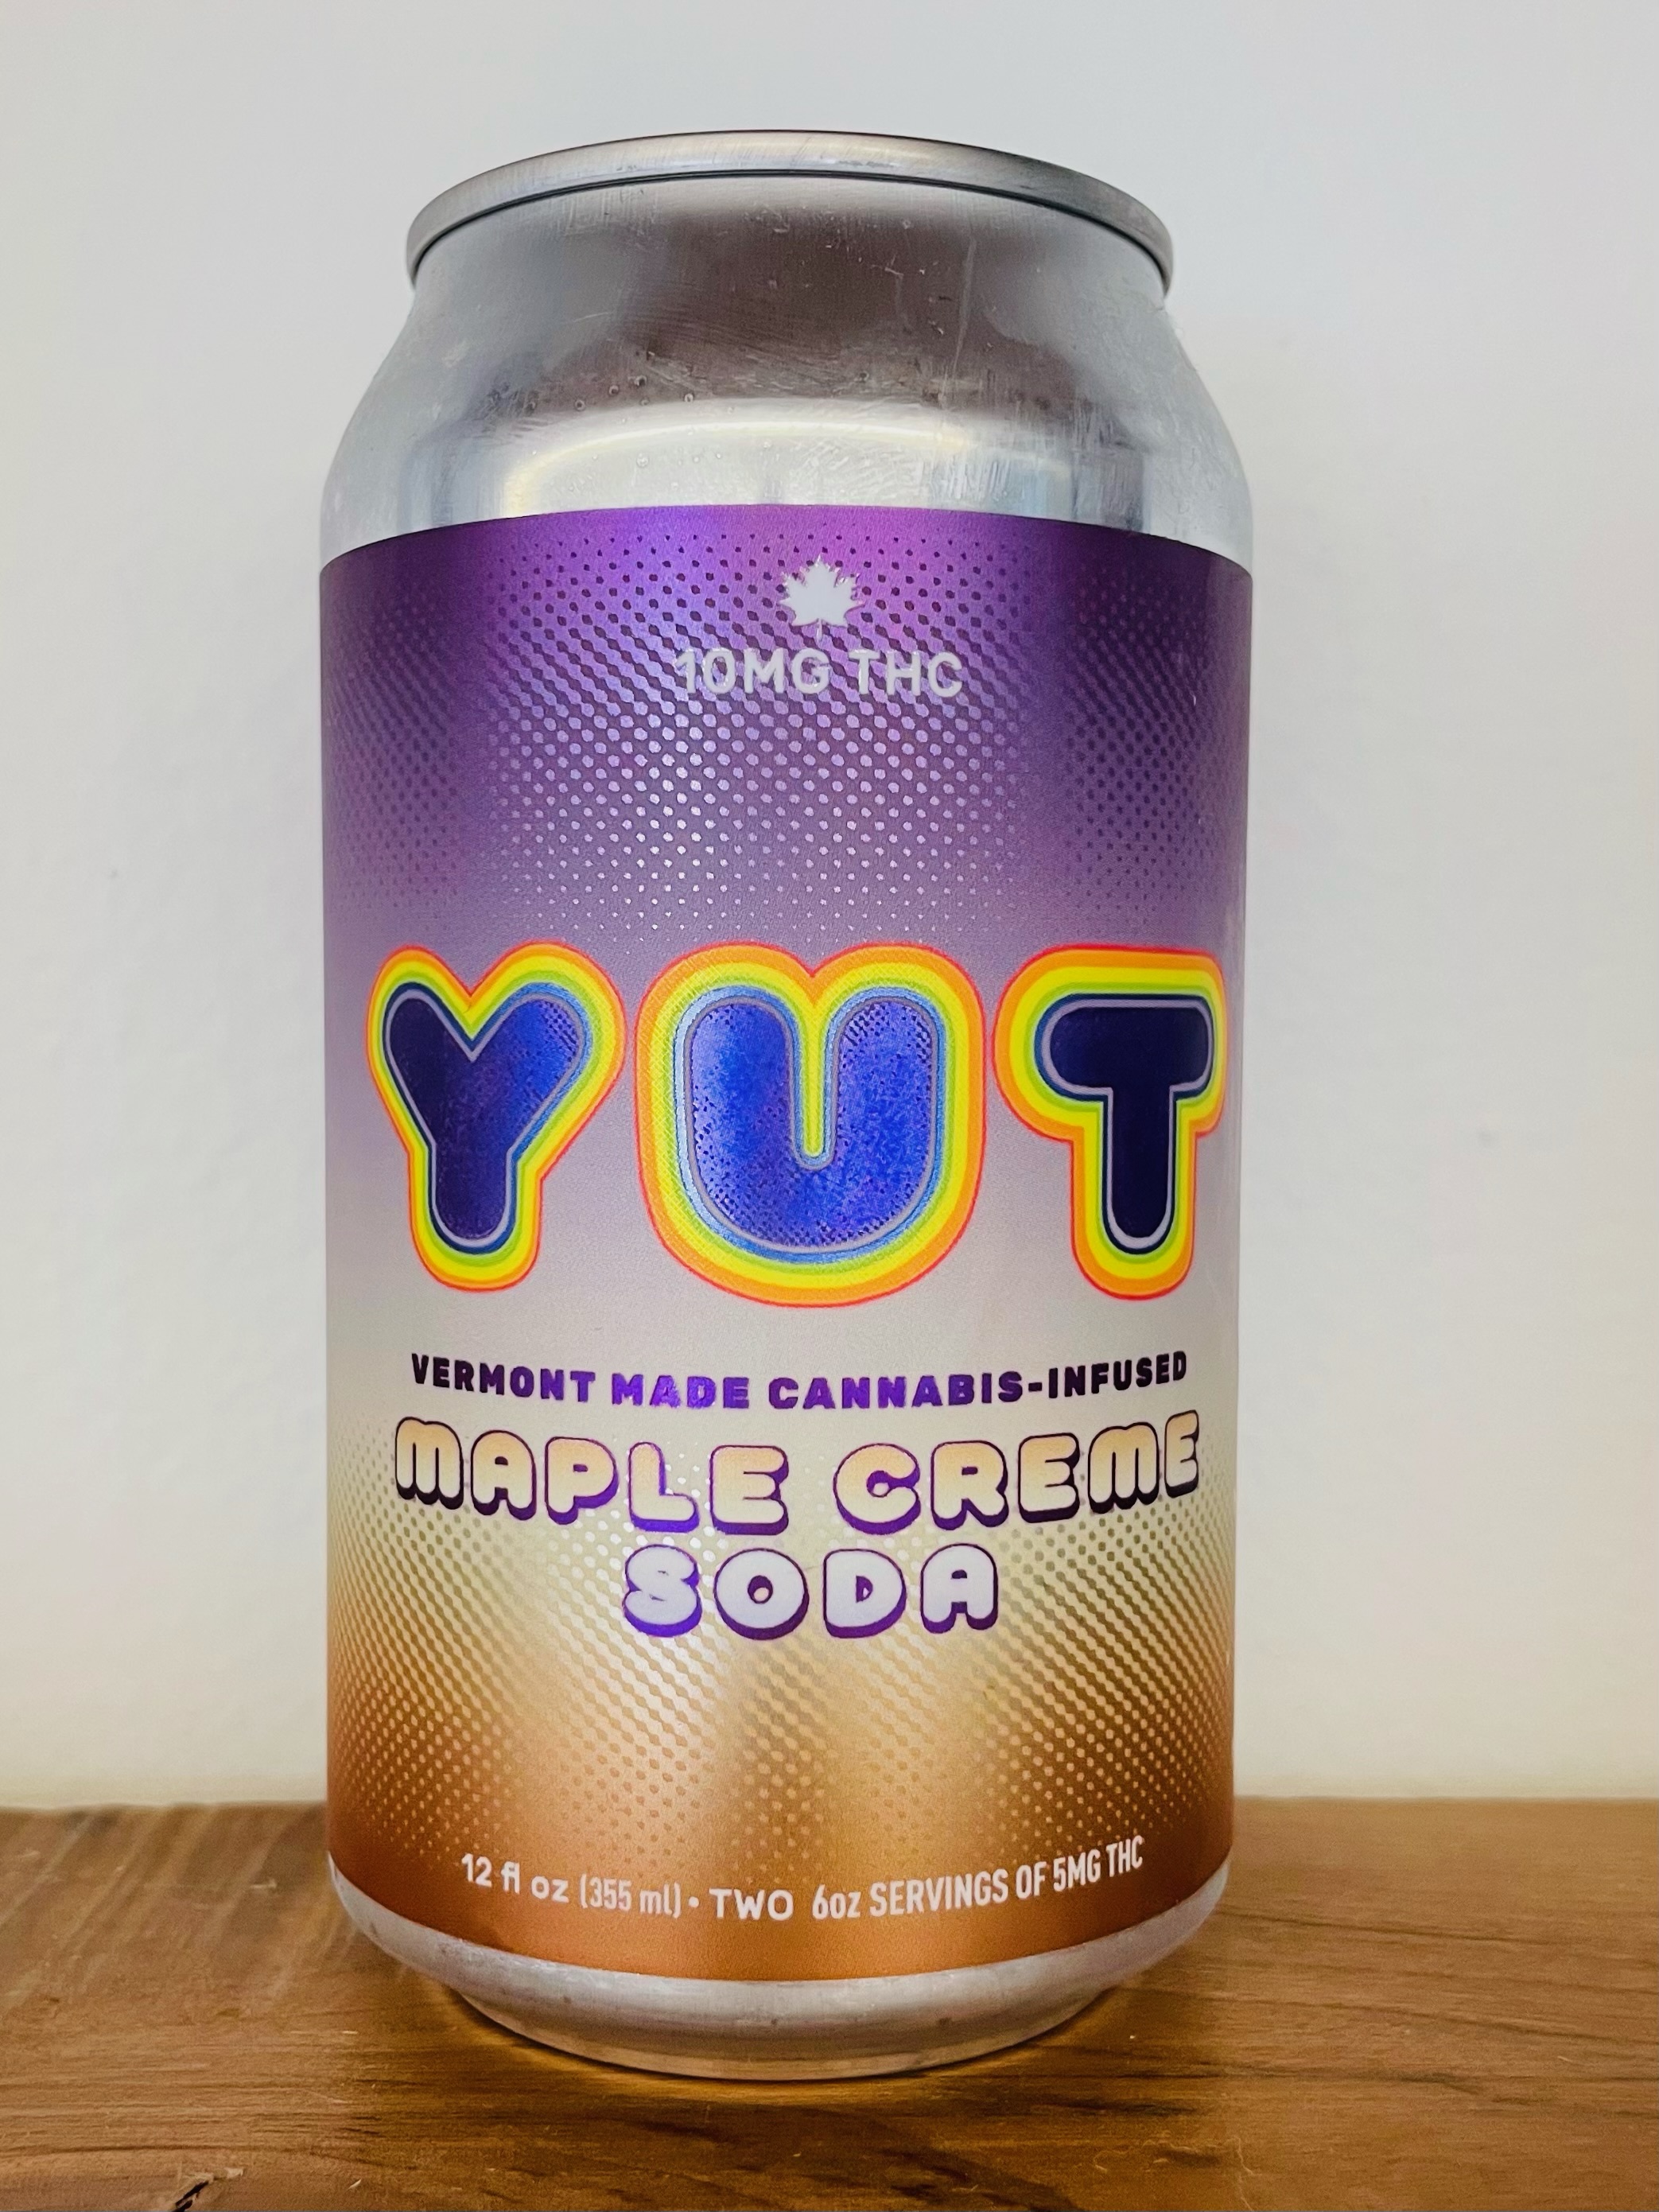 10MG THC
YUT
VERMONT MADE CANNABIS-INFUSED
MAPLE CREME
SODA
12 fl oz (355 ml) • TWO 6oz SERVINGS OF 5MG THC